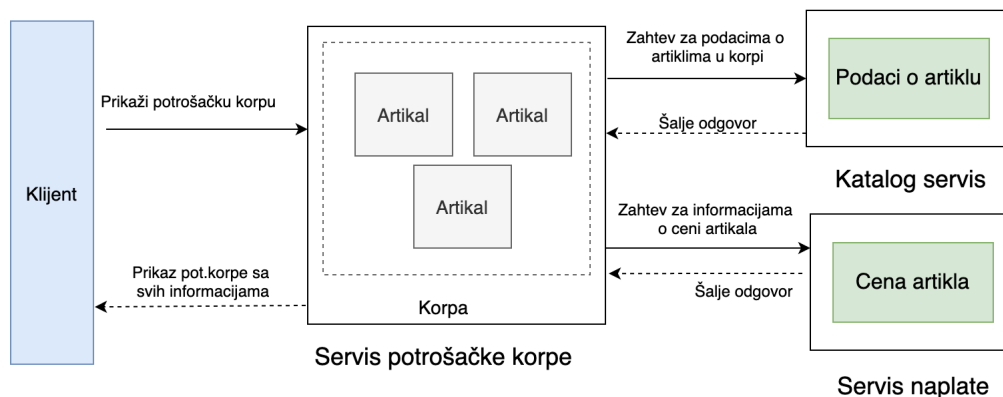 Zahtev za podacima o
artiklima u korpi
Podaci o artiklu
Prikaži potrošačku korpu
Artikal
Artikal
Šalje odgovor
Katalog servis
Klijent
Artikal
Zahtev za informacijama
o ceni artikala
Prikaz pot.korpe sa
svih informacijama
Cena artikla
Šalje odgovor
Korpa
Servis potrošačke korpe
Servis naplate